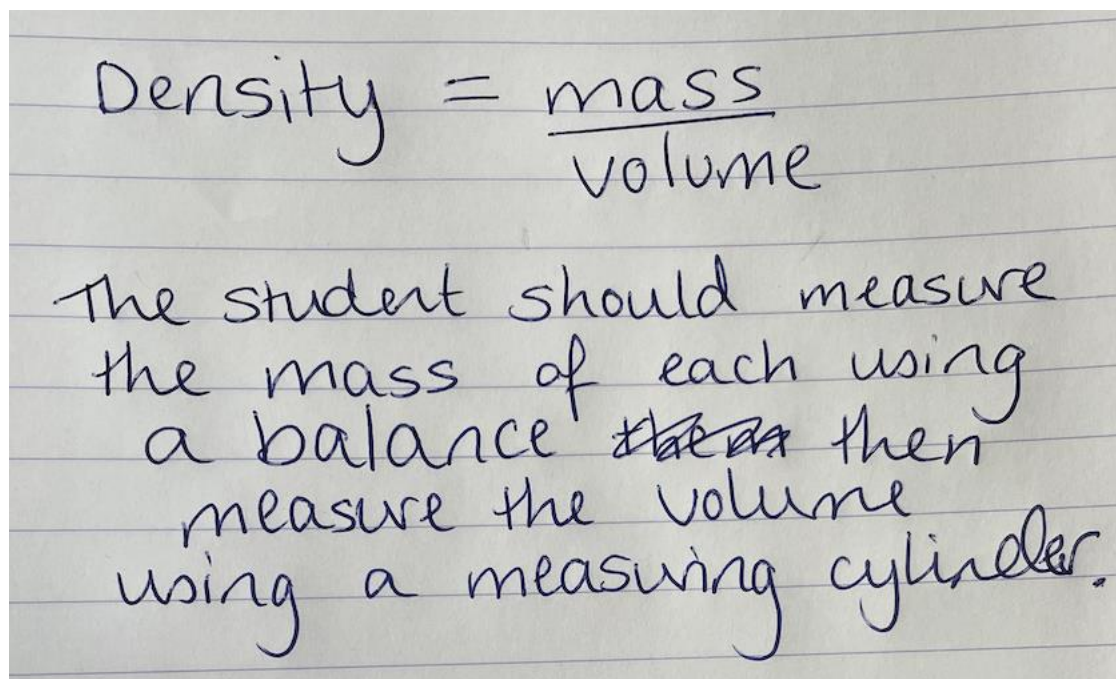 Density = mass
volume
The student should measure
the mass of each using
a balance then
measure the volume
using a measuring cylinder.